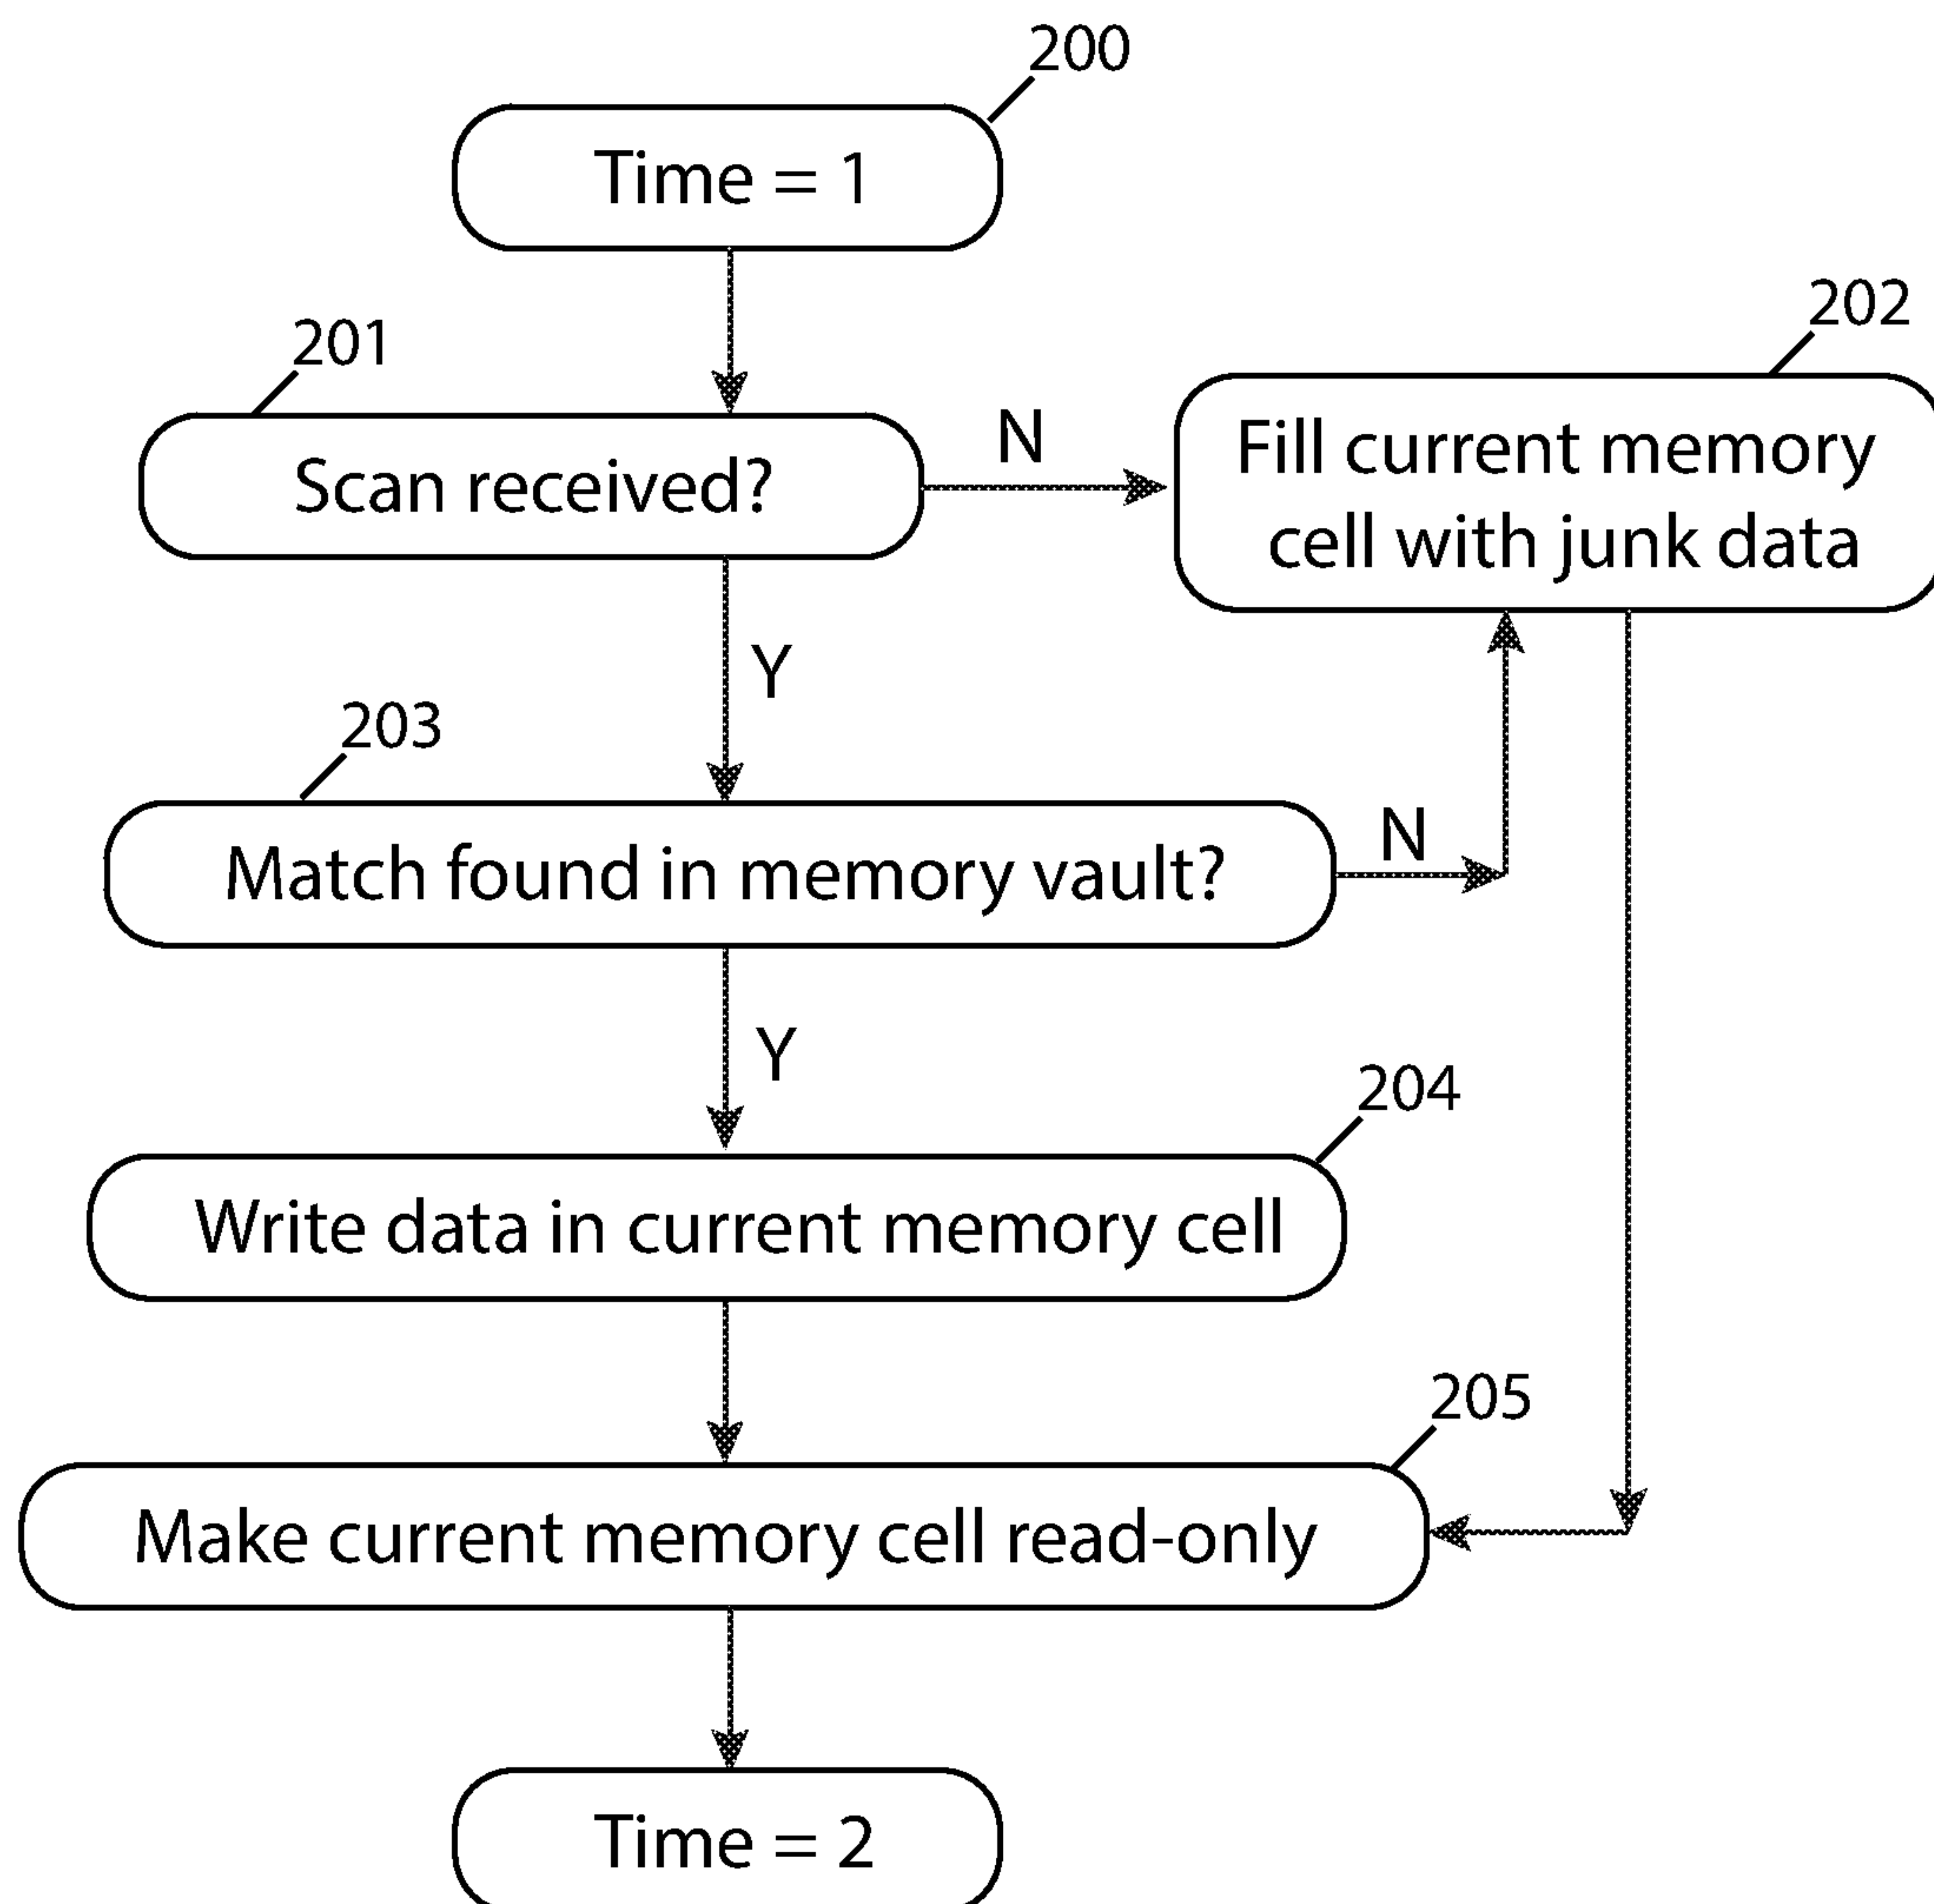 200
Time = 1
201
Scan received?
N
202
Fill current memory
cell with junk data
Y
203
Match found in memory vault?
N
Y
204
Write data in current memory cell
205
Make current memory cell read-only
Time = 2